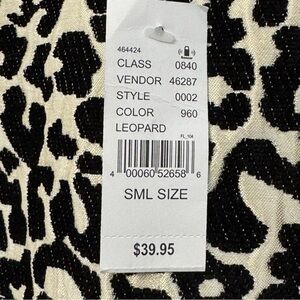 464424
CLASS 0840
VENDOR 46287
STYLE 0002
COLOR 960
LEOPARD
FL_104
4 00060 52658 6
SML SIZE
$39.95